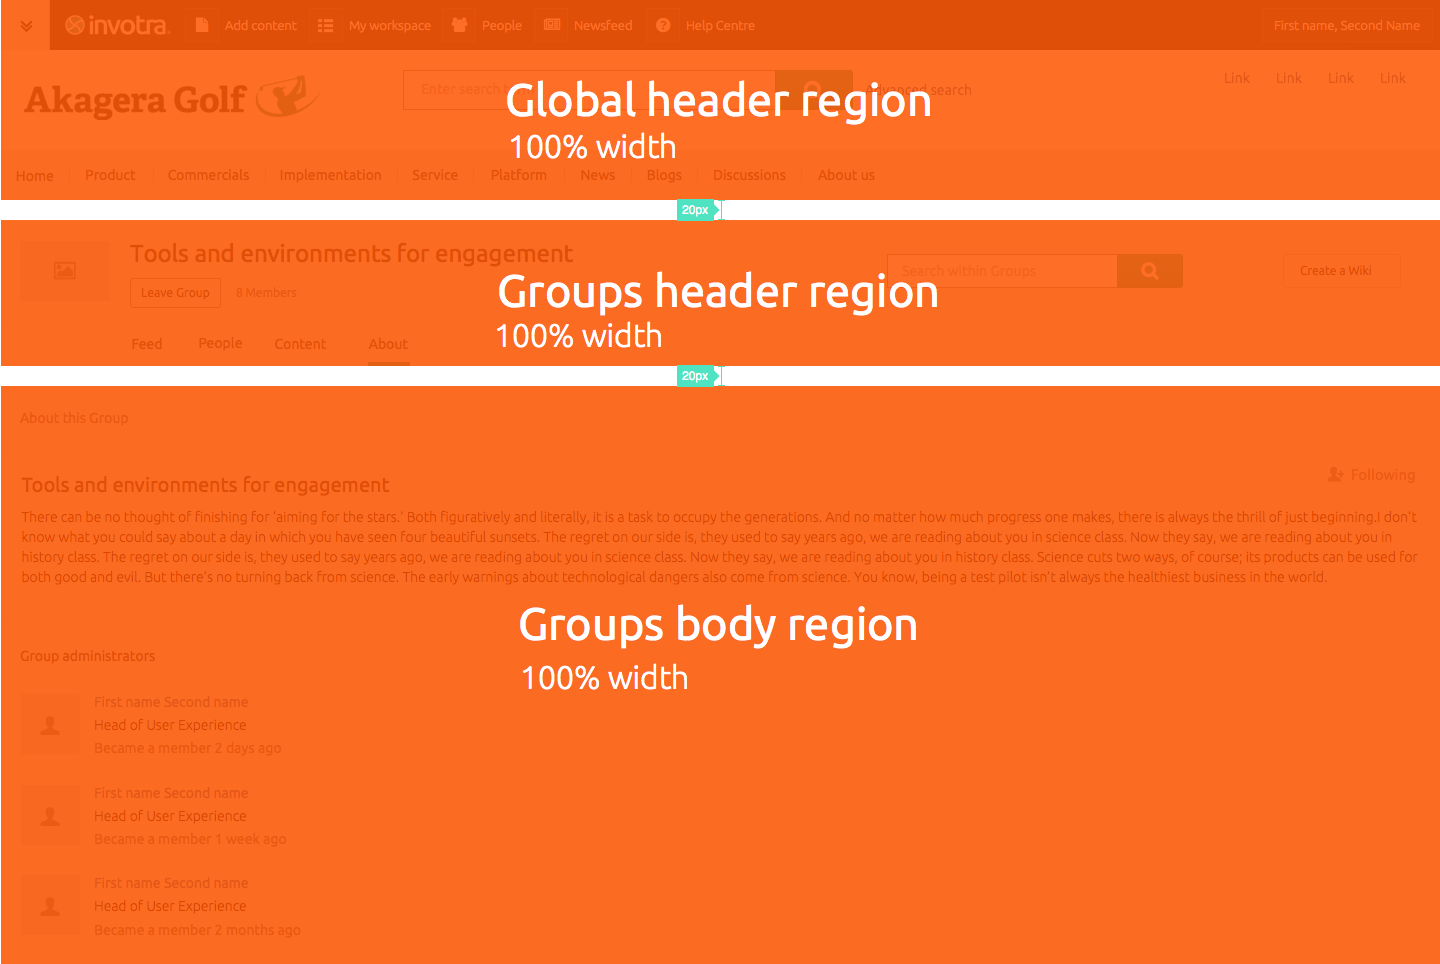 invotra
Add content
My workspace
People
Newsfeed
Help Centre
First name, Second Name
Akagera Golf
Enter search
Advanced search
Link Link Link Link
Global header region
100% width
Home Product Commercials Implementation Service Platform News Blogs Discussions About us
20px
Tools and environments for engagement
Leave Group 8 Members
Search within Groups
Create a Wiki
Groups header region
100% width
Feed People Content About
20px
About this Group
Following
Tools and environments for engagement
There can be no thought of finishing for ‘aiming for the stars.’ Both figuratively and literally, it is a task to occupy the generations. And no matter how much progress one makes, there is always the thrill of just beginning.I don’t
know what you could say about a day in which you have seen four beautiful sunsets. The regret on our side is, they used to say years ago, we are reading about you in science class. Now they say, we are reading about you in
history class. The regret on our side is, they used to say years ago, we are reading about you in science class. Now they say, we are reading about you in history class. Science cuts two ways, of course; its products can be used for
both good and evil. But there’s no turning back from science. The early warnings about technological dangers also come from science. You know, being a test pilot isn’t always the healthiest business in the world.
Groups body region
100% width
Group administrators
First name Second name
Head of User Experience
Became a member 2 days ago
First name Second name
Head of User Experience
Became a member 1 week ago
First name Second name
Head of User Experience
Became a member 2 months ago